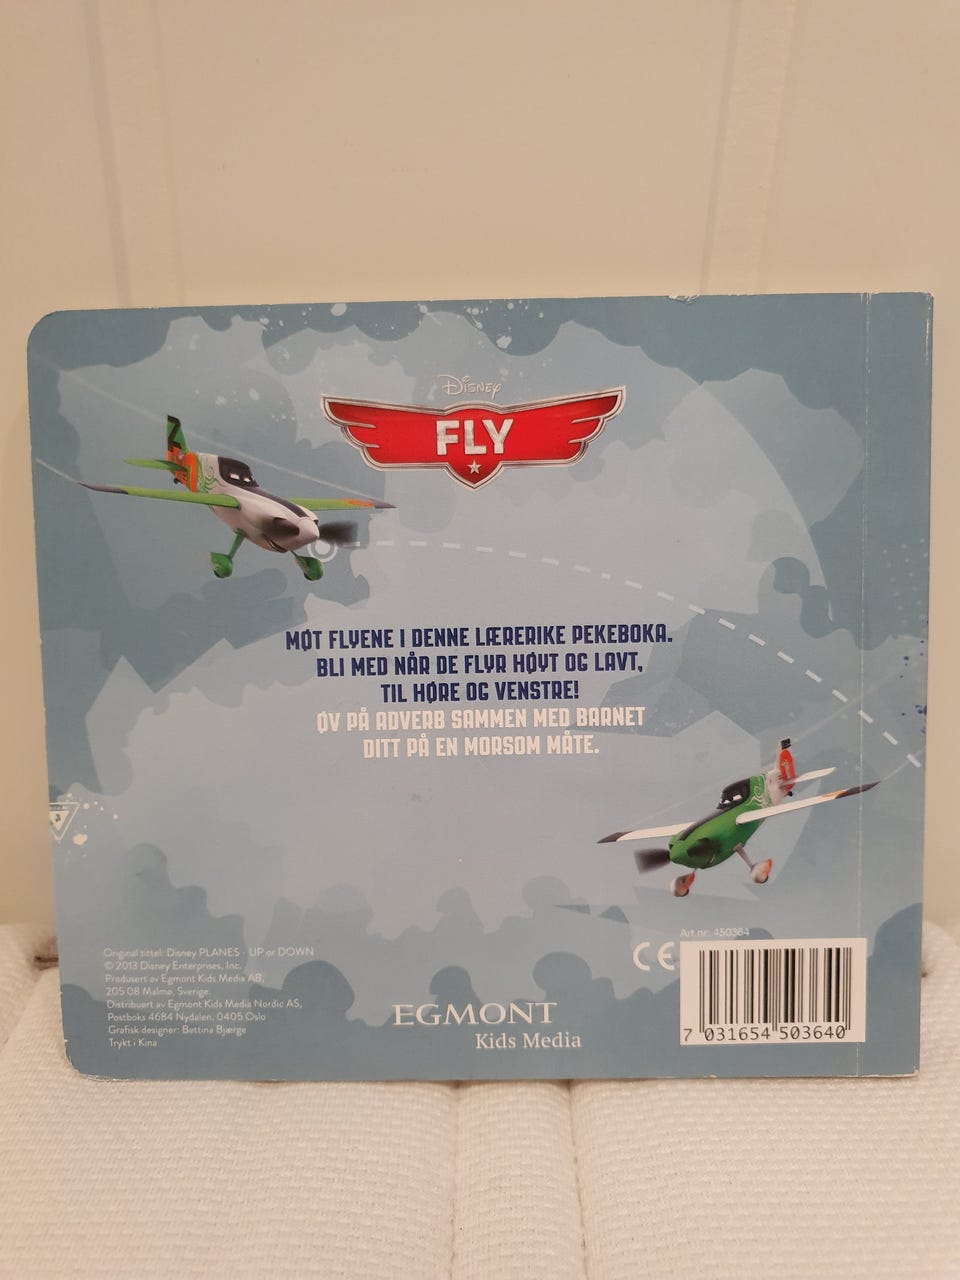 Disney
FLY
MØT FLYENE I DENNE LÆRERIKE PEKEBOKA.
BLI MED NÅR DE FLYR HØYT OG LAVT,
TIL HØRE OG VENSTRE!
ØV PÅ ADVERB SAMMEN MED BARNET
DITT PÅ EN MORSOM MÅTE.
Original tittel: Disney PLANES - UP or DOWN
© 2013 Disney Enterprises, Inc.
Produsert av Egmont Kids Media AB,
205 08 Malmø, Sverige.
Distribuert av Egmont Kids Media Nordic AS,
Postboks 4684 Nydalen, 0405 Oslo
Grafisk designer: Bettina Bjærge
Trykt i Kina
EGMONT
Kids Media
Art.nr: 450364
CE
7 031654 503640